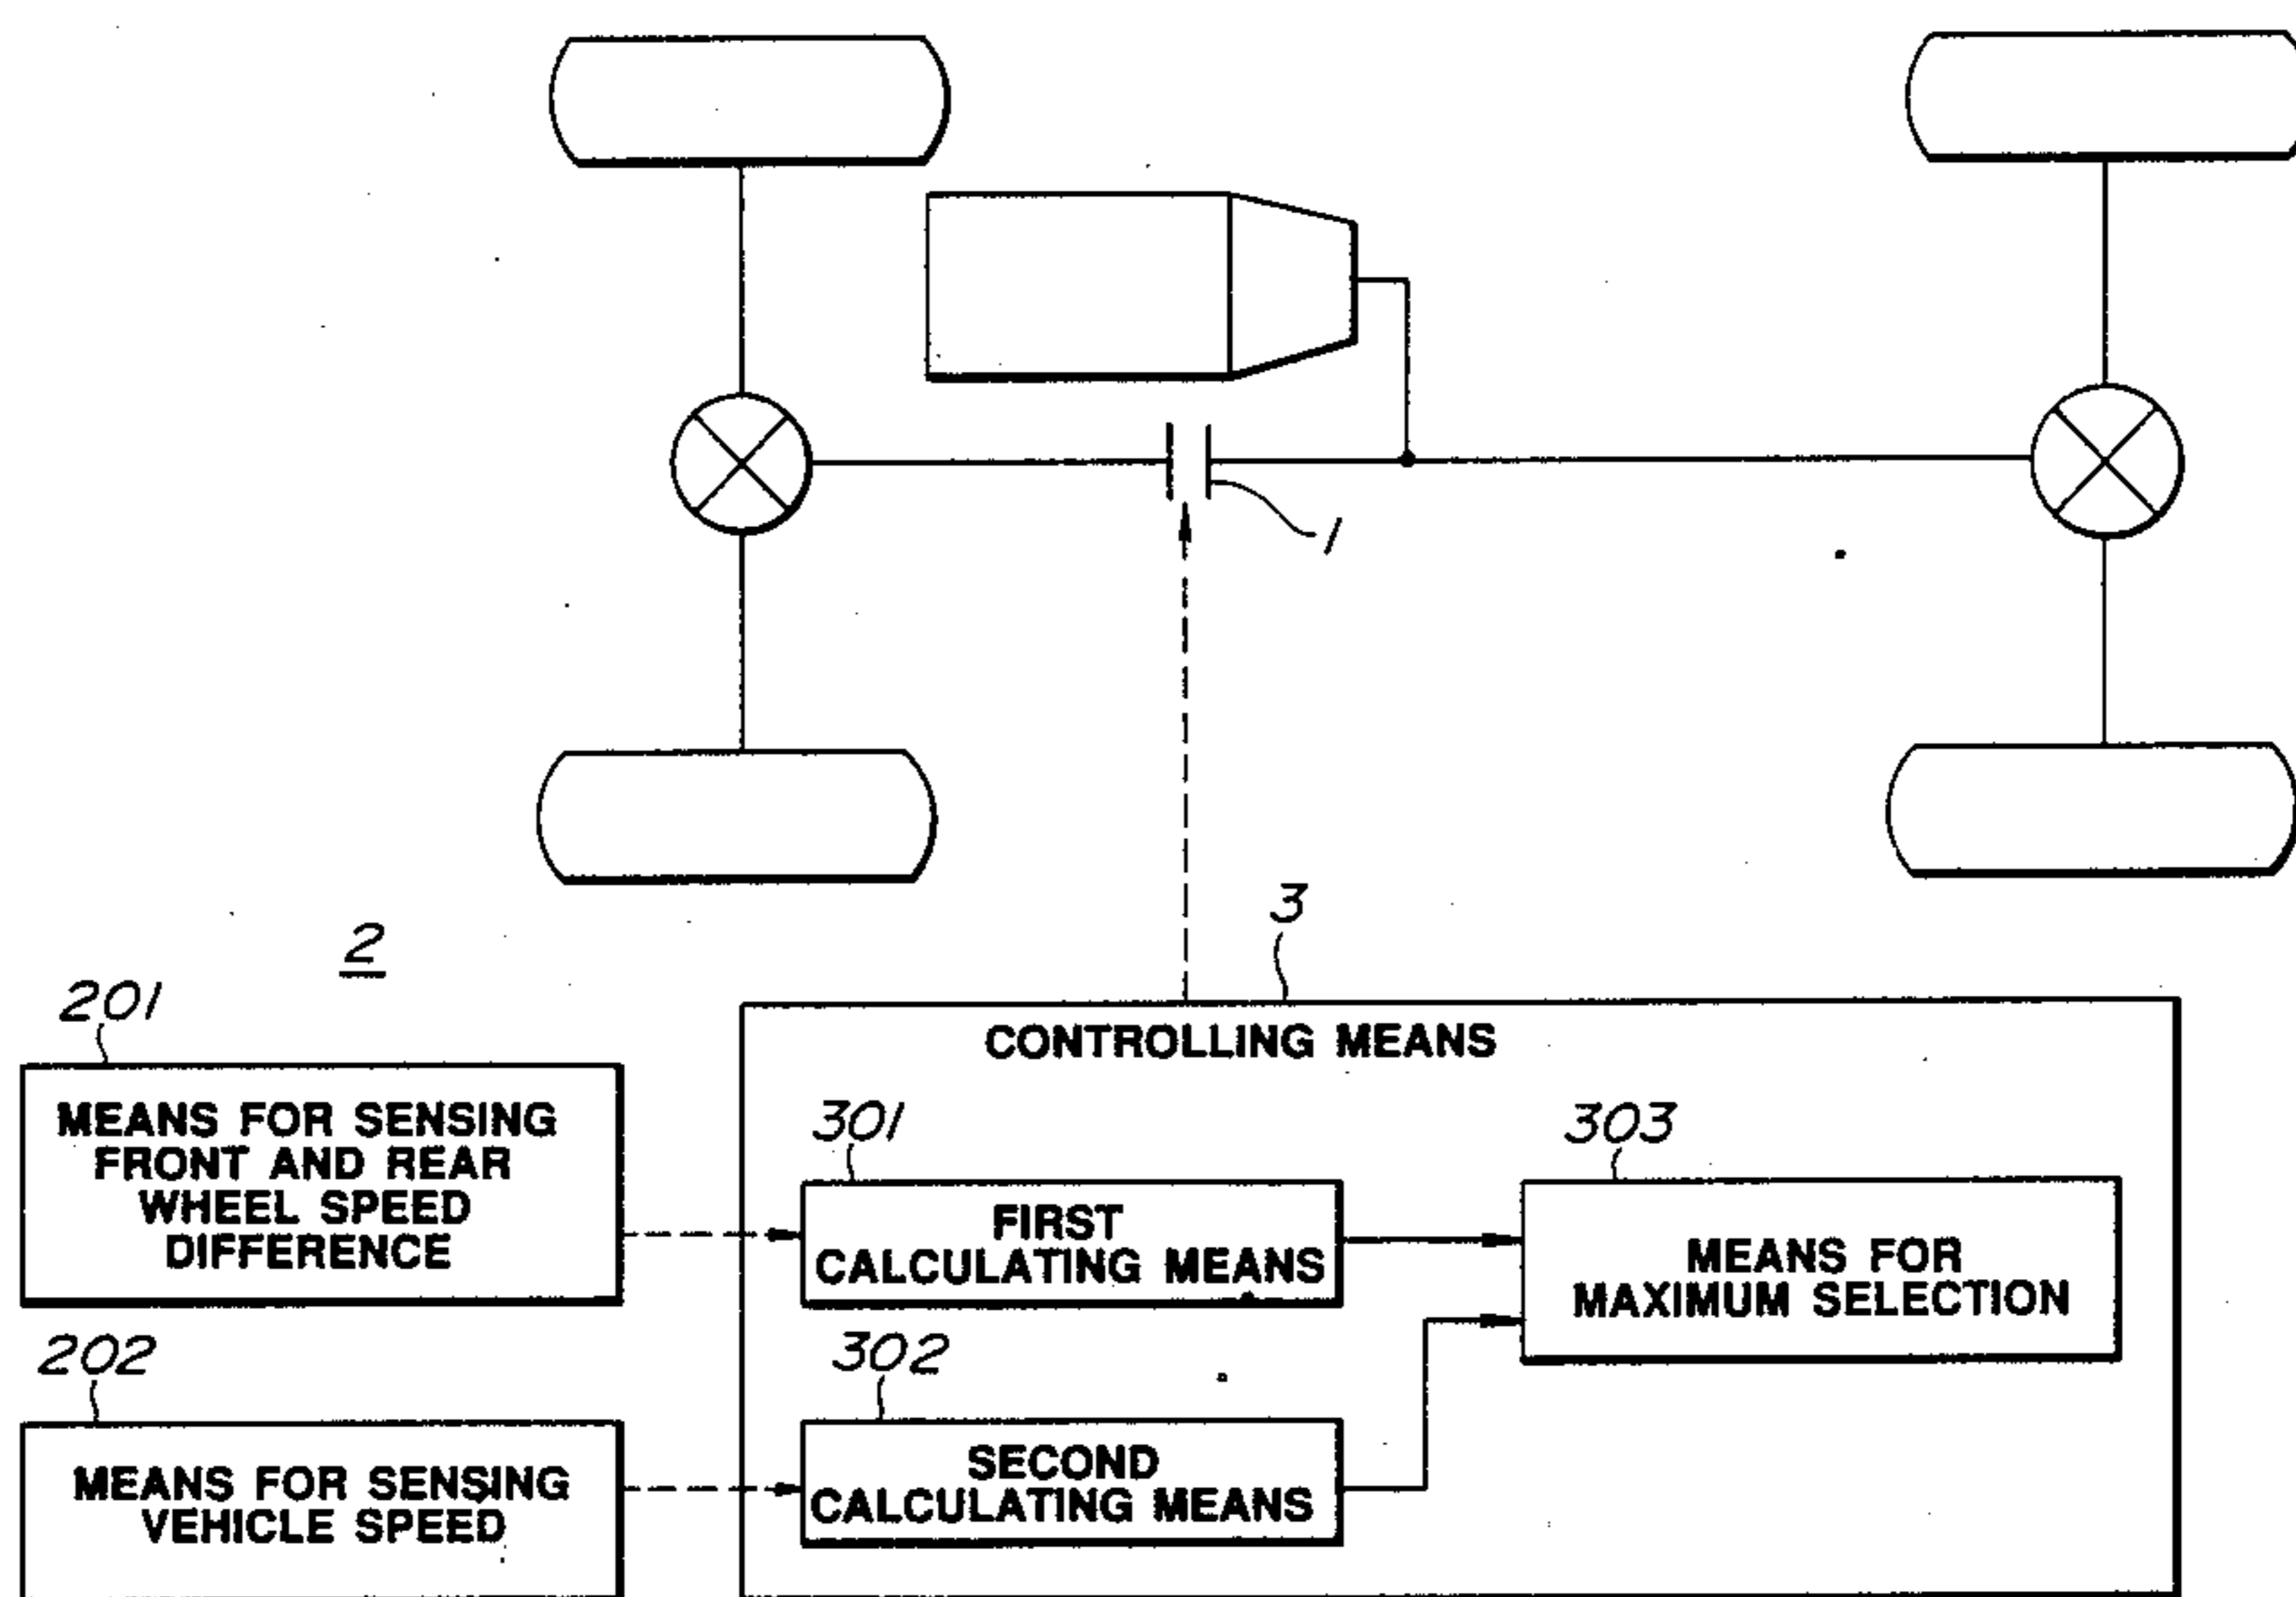 1
2
3
201
CONTROLLING MEANS
MEANS FOR SENSING
FRONT AND REAR
WHEEL SPEED
DIFFERENCE
301
FIRST
CALCULATING MEANS
303
MEANS FOR
MAXIMUM SELECTION
202
MEANS FOR SENSING
VEHICLE SPEED
302
SECOND
CALCULATING MEANS